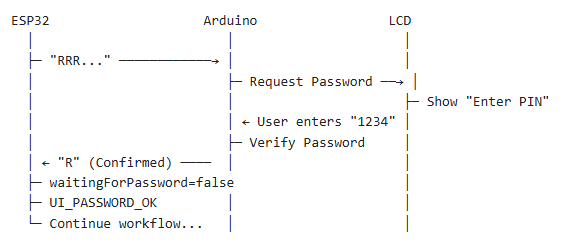 ESP32 Arduino LCD
"RRR..."
Request Password
Show "Enter PIN"
User enters "1234"
Verify Password
"R" (Confirmed)
waitingForPassword=false
UI_PASSWORD_OK
Continue workflow...